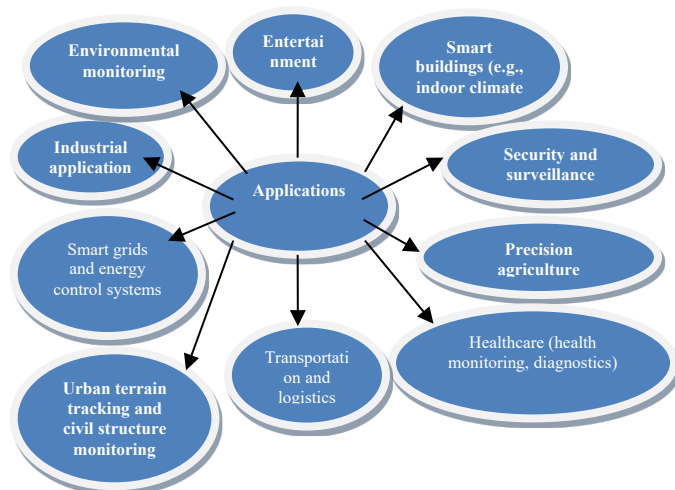 Environmental
monitoring
Entertai
nment
Smart
buildings (e.g.,
indoor climate
Industrial
application
Applications
Security and
surveillance
Smart grids
and energy
control systems
Precision
agriculture
Urban terrain
tracking and
civil structure
monitoring
Transportati
on and
logistics
Healthcare (health
monitoring, diagnostics)